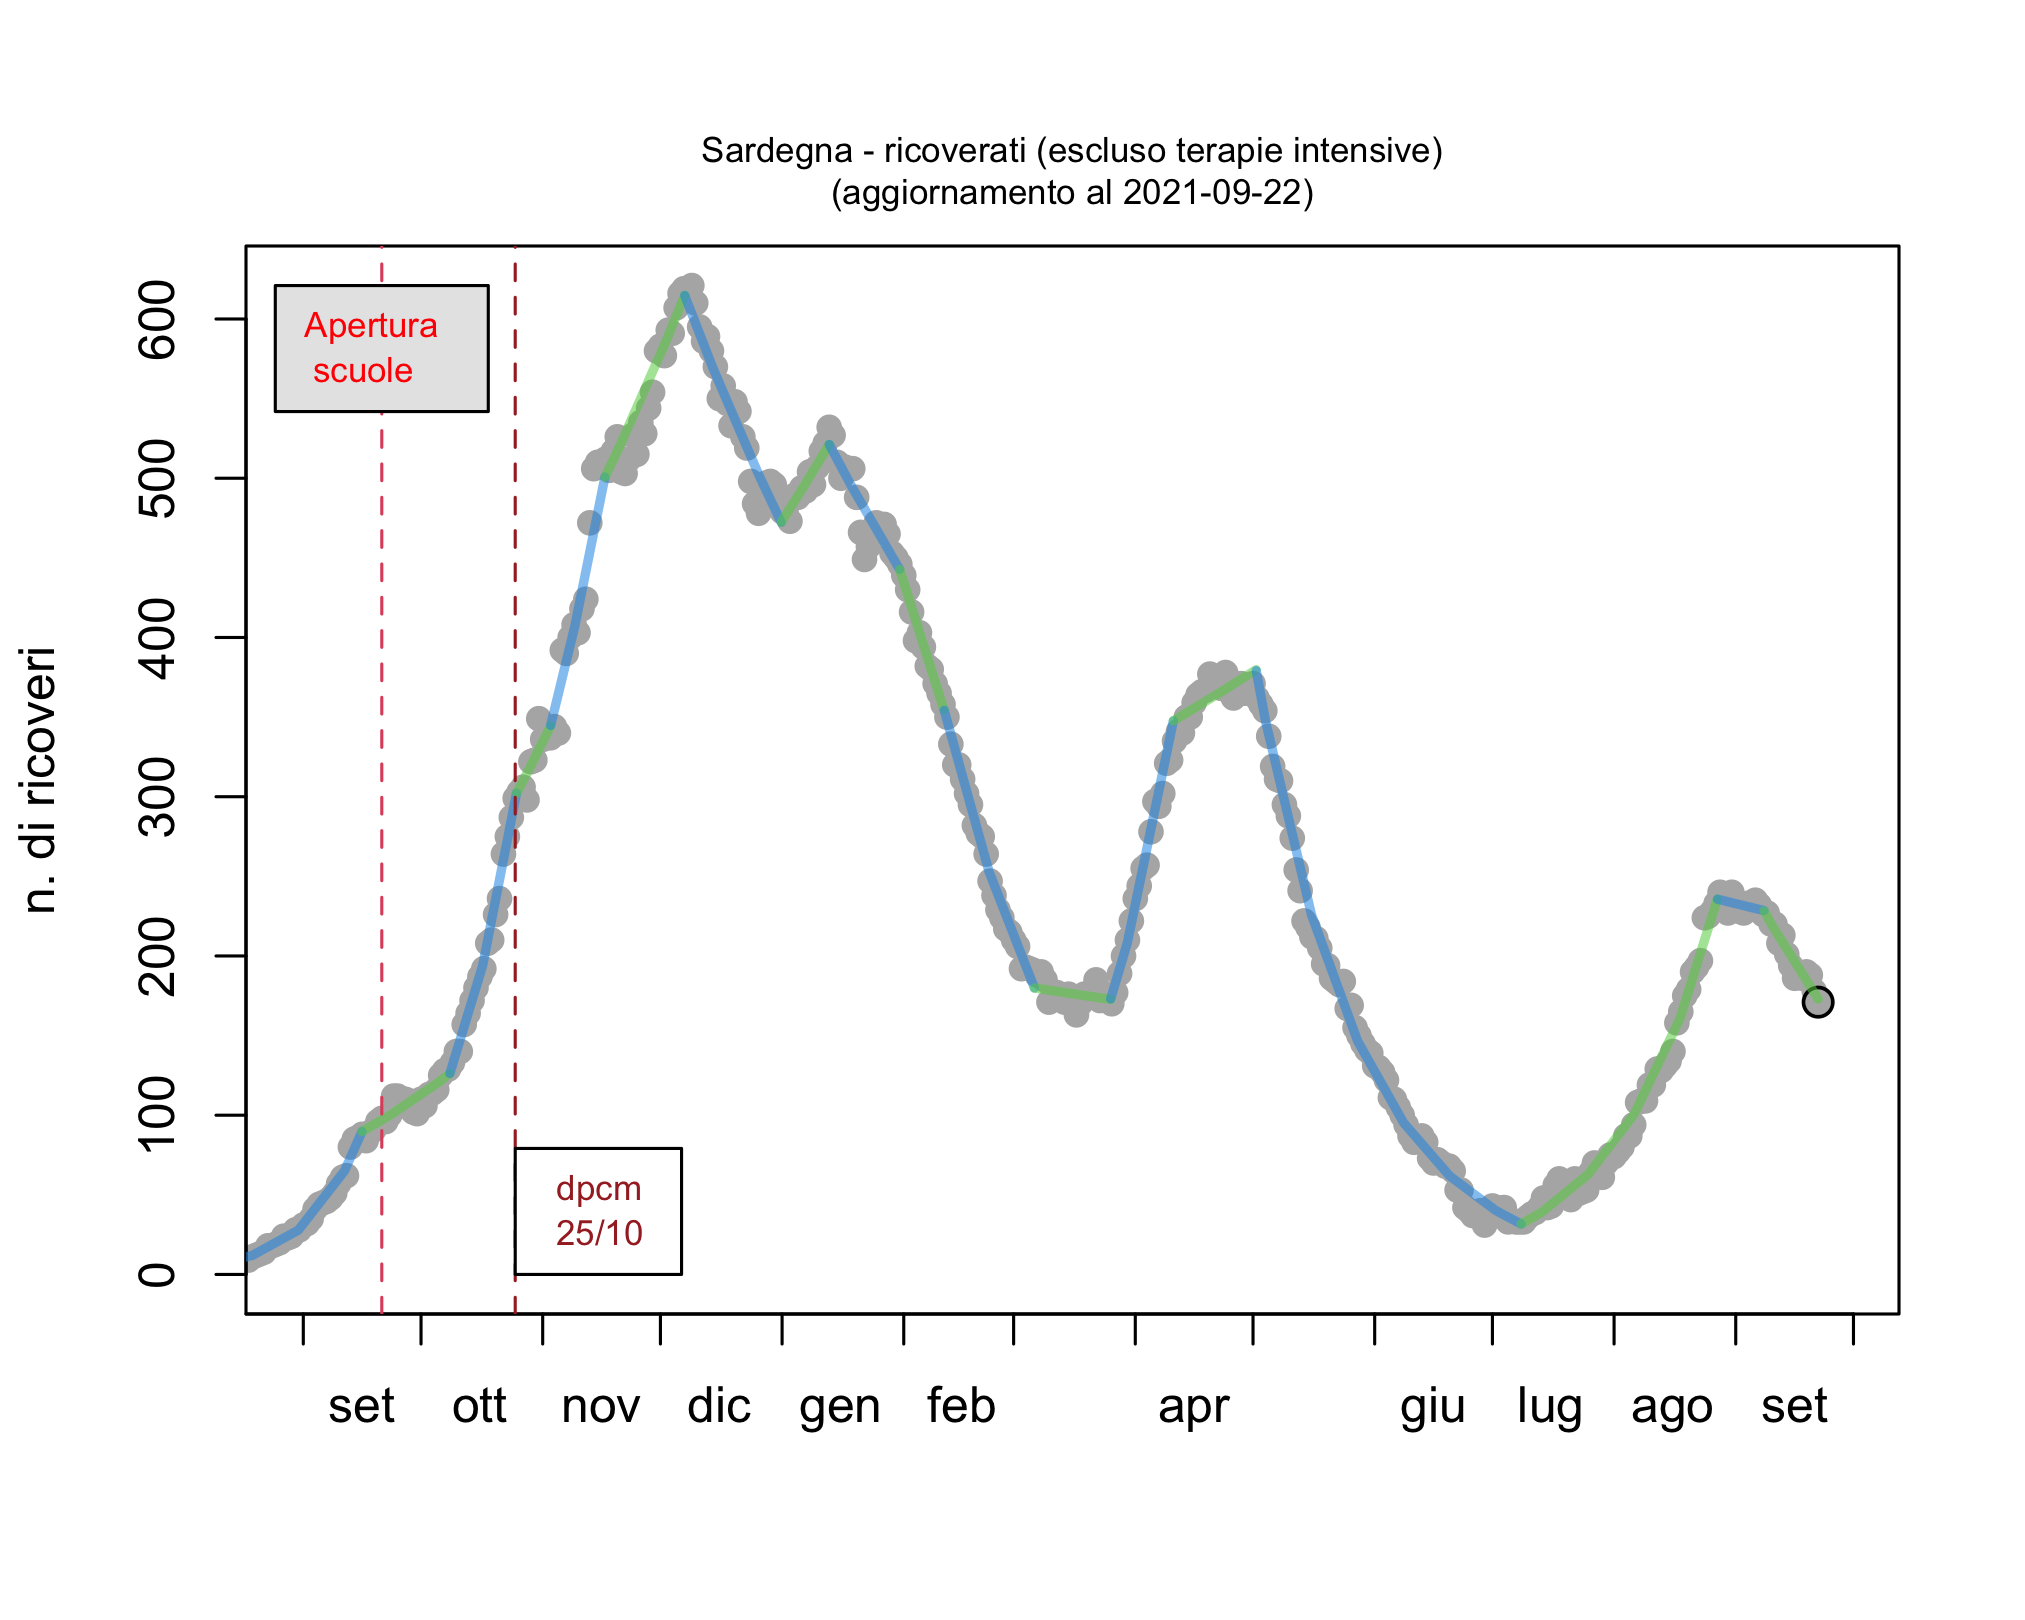 Sardegna - ricoverati (escluso terapie intensive)
(aggiornamento al 2021-09-22)
n. di ricoveri
600
500
400
300
200
100
0
Apertura
scuole
dpcm
25/10
set ott nov dic gen feb apr giu lug ago set